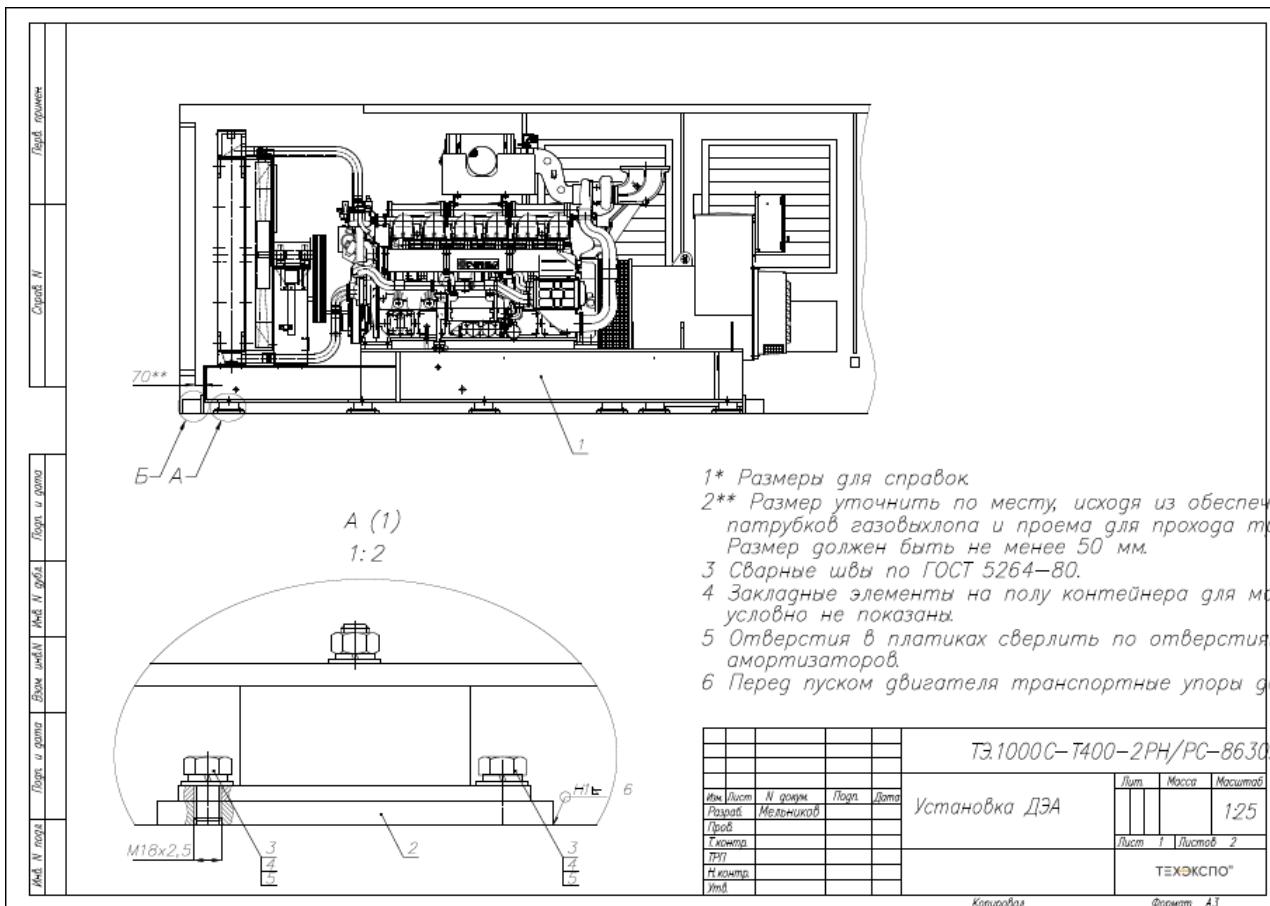 Перв. примен.
Справ. N
Подп. и дата
Инв. N дубл.
Взам. инв. N
Подп. и дата
Инв. N подл.
70**
1
Б
А
А (1)
1:2
Н1
6
М18х2,5
3
4
5
2
3
4
5
1* Размеры для справок.
2** Размер уточнить по месту, исходя из обеспеч
патрубков газовыхлопа и проема для прохода
Размер должен быть не менее 50 мм.
3 Сварные швы по ГОСТ 5264-80.
4 Закладные элементы на полу контейнера для
условно не показаны.
5 Отверстия в платиках сверлить по отверстия
амортизаторов.
6 Перед пуском двигателя транспортные упоры
ТЭ.1000С-Т400-2РН/РС-8630
Изм. Лист N докум. Подп. Дата
Разраб. Мельников
Пров.
Т.контр.
ТРП
Н.контр.
Утв.
Установка ДЭА
Лит. Масса Масштаб
1:25
Лист 1 Листов 2
ТЕХЭКСПО
Копировал
Формат А3